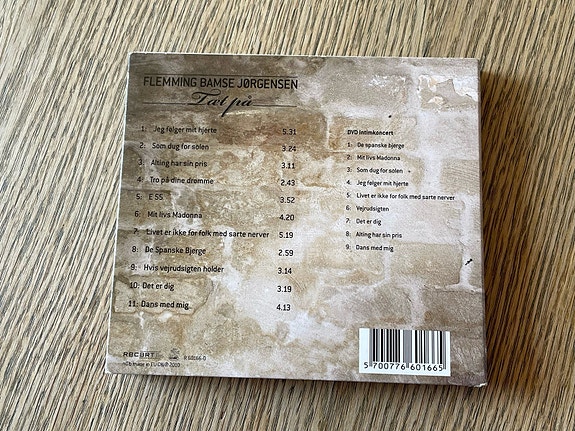 FLEMMING BAMSE JØRGENSEN
Tæt på
1: Jeg følger mit hjerte 5.31
2: Som dug for solen 3.24
3: Alting har sin pris 3.11
4: Tro på dine drømme 2.43
5: E 55 3.52
6: Mit livs Madonna 4.20
7: Livet er ikke for folk med sarte nerver 5.19
8: De Spanske Bjerge 2.59
9: Hvis vejrudsigten holder 3.14
10: Det er dig 3.19
11: Dans med mig 4.13
DVD Intimkoncert
1: De spanske bjerge
2: Mit livs Madonna
3: Som dug for solen
4: Jeg følger mit hjerte
5: Livet er ikke for folk med sarte nerver
6: Vejrudsigten
7: Det er dig
8: Alting har sin pris
9: Dans med mig
RECART R 60166-0
5 700776 601665